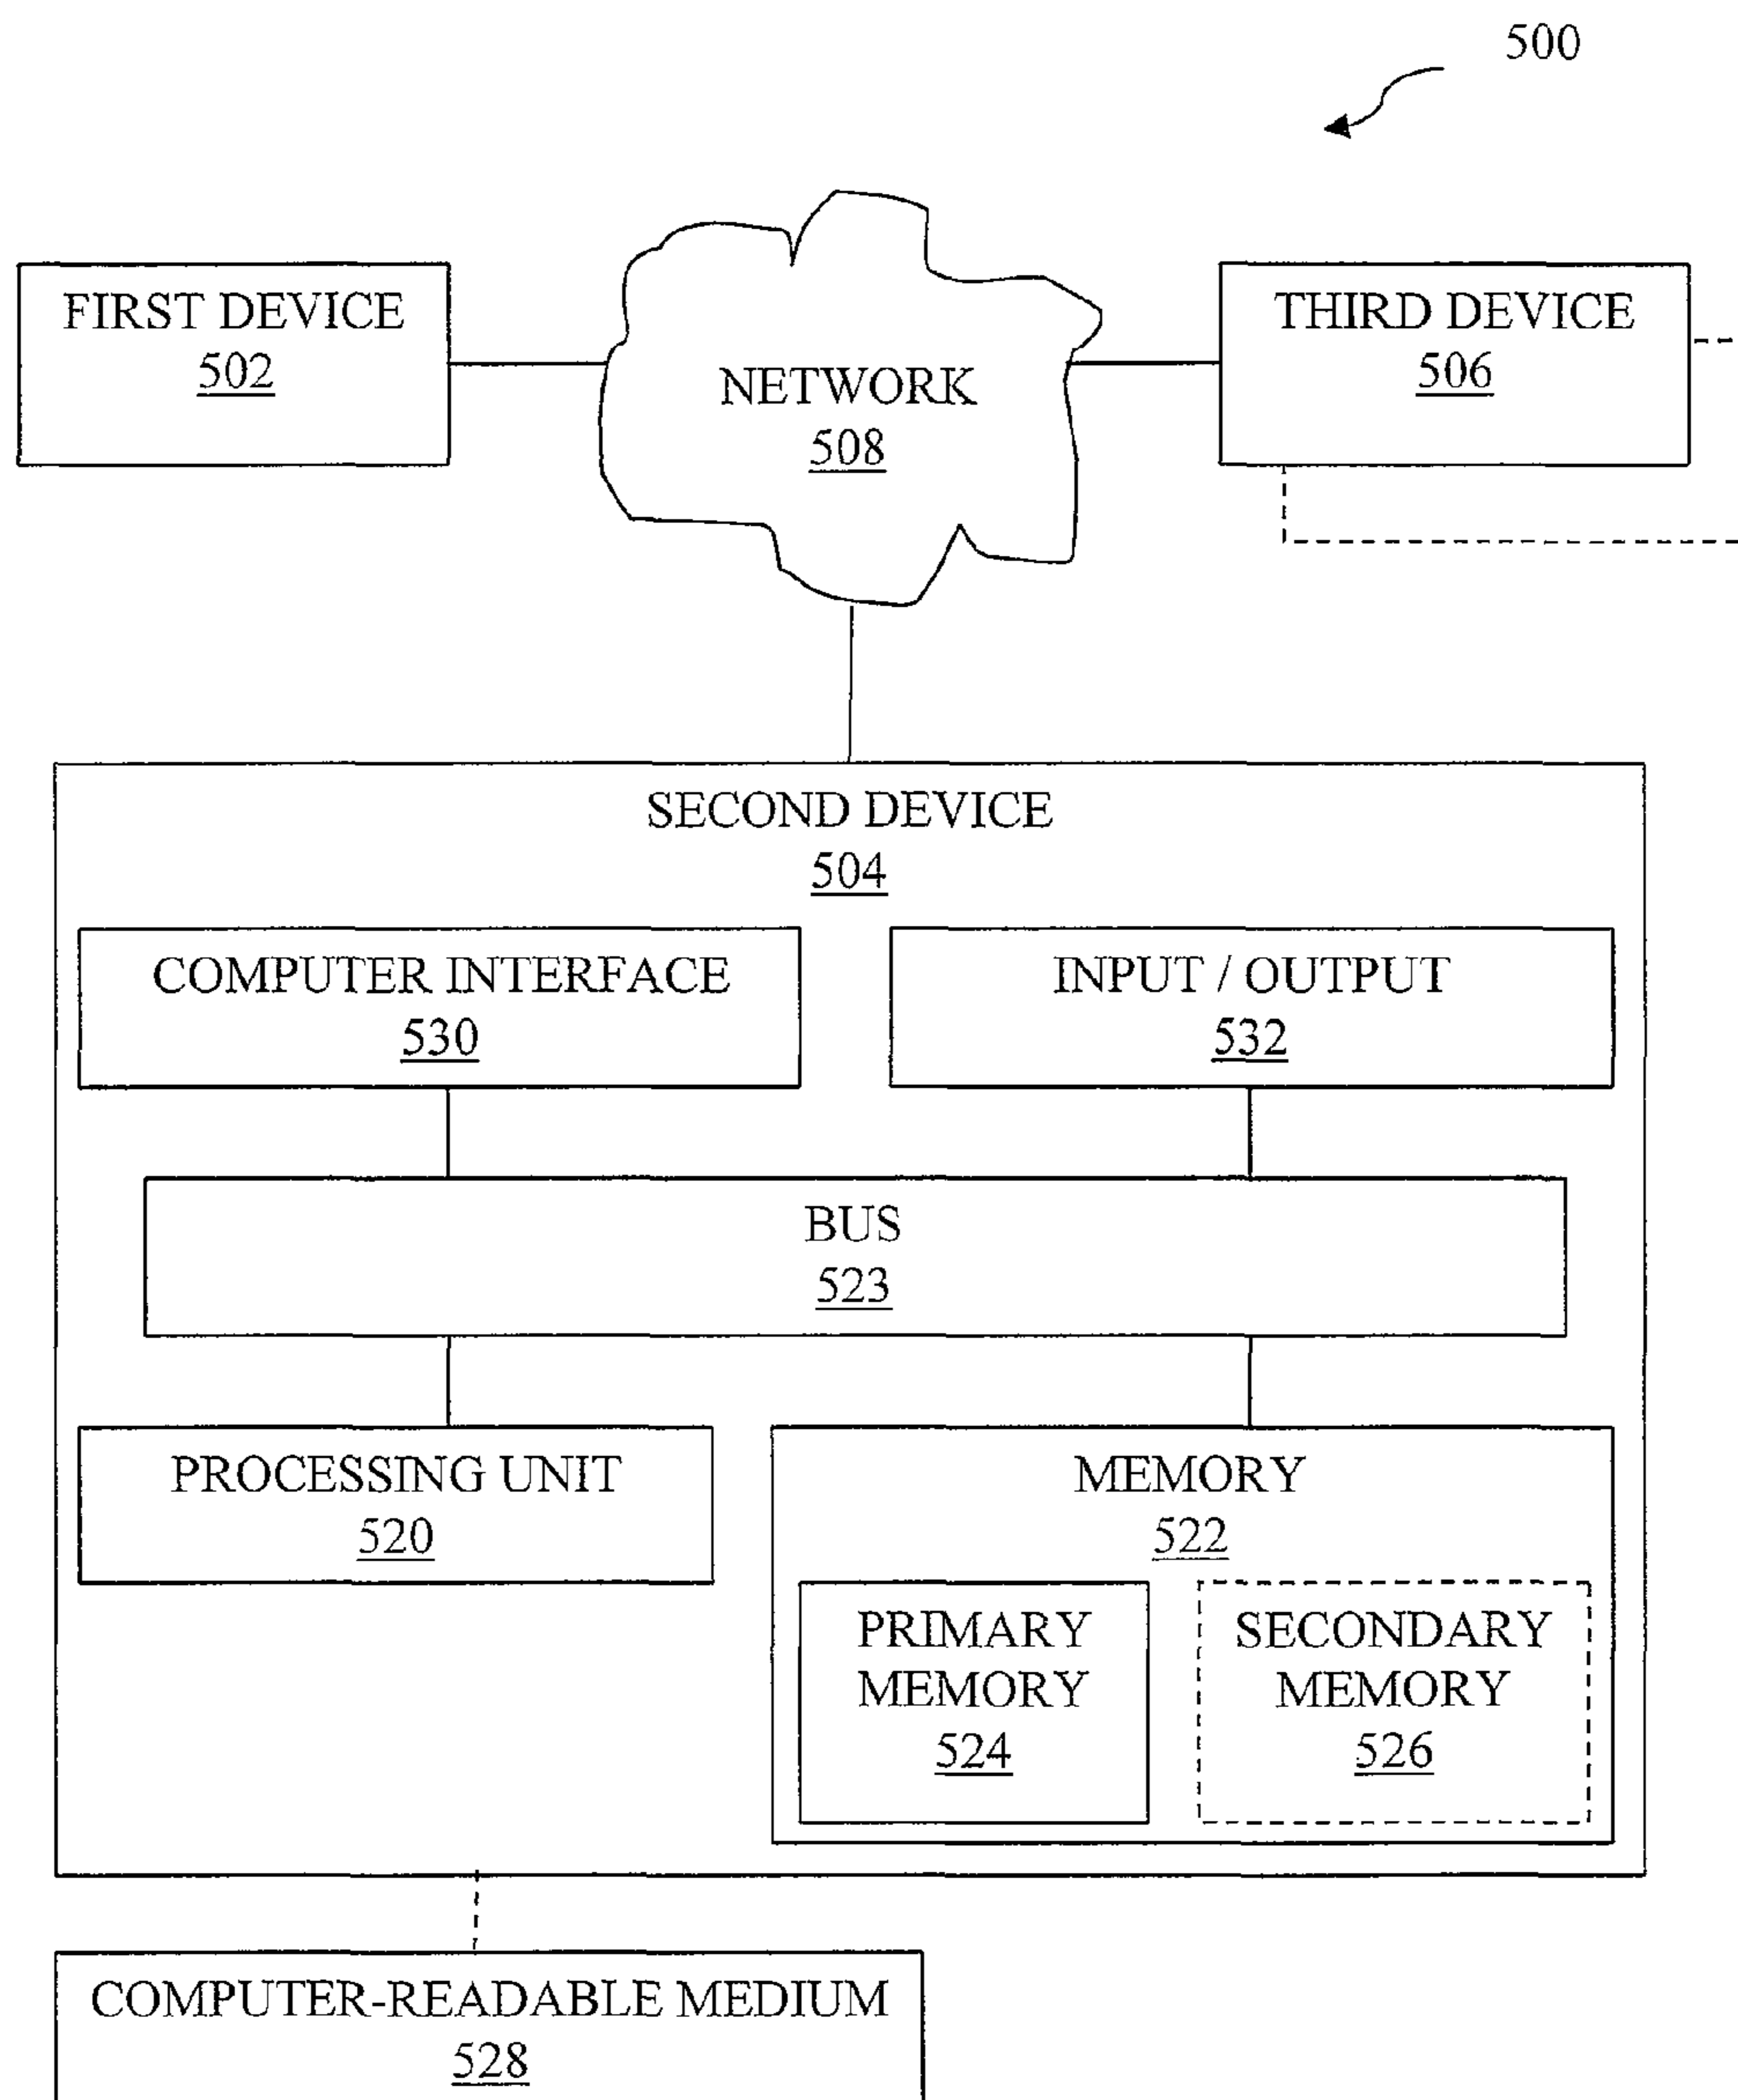 500
FIRST DEVICE
502
NETWORK
508
THIRD DEVICE
506
SECOND DEVICE
504
COMPUTER INTERFACE
530
INPUT / OUTPUT
532
BUS
523
PROCESSING UNIT
520
MEMORY
522
PRIMARY
MEMORY
524
SECONDARY
MEMORY
526
COMPUTER-READABLE MEDIUM
528